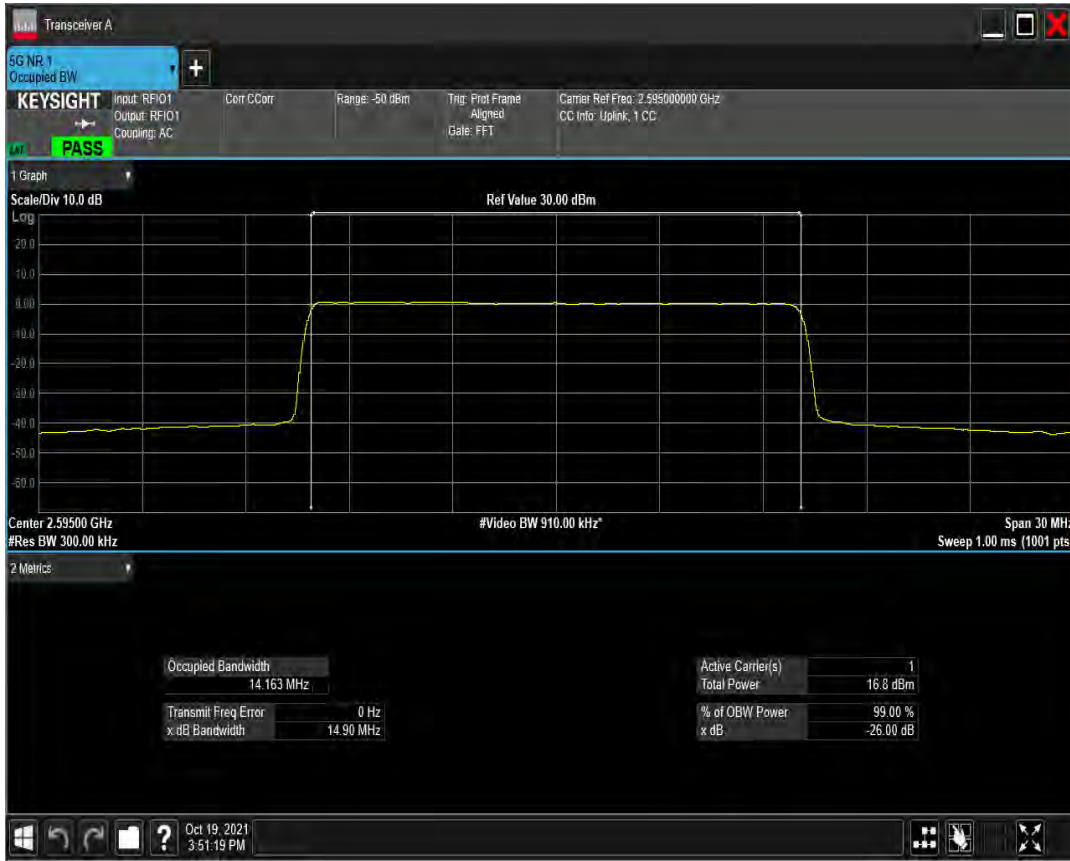 Transceiver A
5G NR 1
Occupied BW
+
KEYSIGHT
PASS
Input: RFIO1
Output: RFIO1
Coupling: AC
Corr CCorr
Range: -50 dBm
Trig: Prot Frame
Aligned
Gate: FFT
Carrier Ref Freq: 2.595000000 GHz
CC Info: Uplink, 1 CC
1 Graph
Scale/Div 10.0 dB
Ref Value 30.00 dBm
Log
20.0
10.0
0.00
-10.0
-20.0
-30.0
-40.0
-50.0
-60.0
Center 2.59500 GHz
#Video BW 910.00 kHz*
Span 30 MHz
#Res BW 300.00 kHz
Sweep 1.00 ms (1001 pts
2 Metrics
Occupied Bandwidth
14.163 MHz
Transmit Freq Error 0 Hz
x dB Bandwidth 14.90 MHz
Active Carrier(s) 1
Total Power 16.8 dBm
% of OBW Power 99.00 %
x dB -26.00 dB
?
Oct 19, 2021
3:51:19 PM